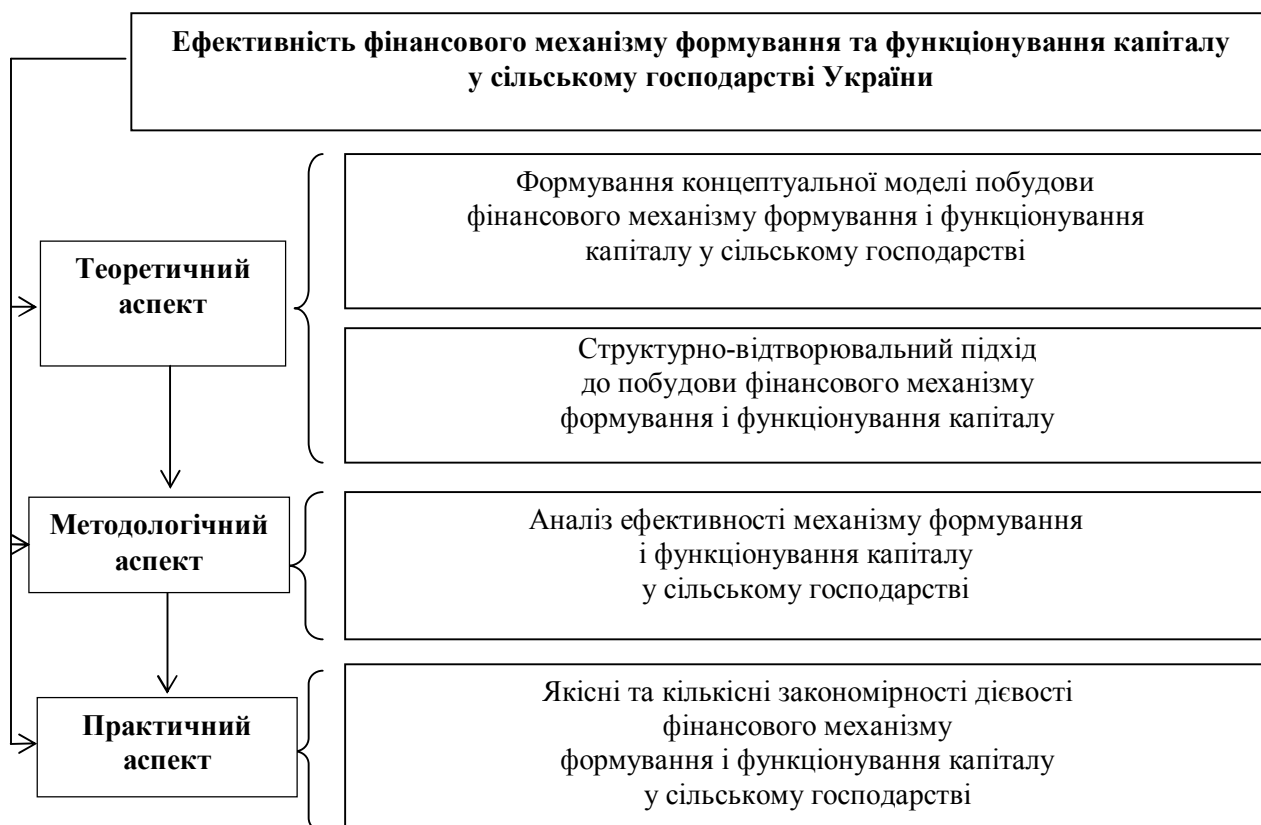 Ефективність фінансового механізму формування та функціонування капіталу
у сільському господарстві України
Теоретичний
аспект
Формування концептуальної моделі побудови
фінансового механізму формування і функціонування
капіталу у сільському господарстві
Структурно-відтворювальний підхід
до побудови фінансового механізму
формування і функціонування капіталу
Методологічний
аспект
Аналіз ефективності механізму формування
і функціонування капіталу
у сільському господарстві
Практичний
аспект
Якісні та кількісні закономірності дієвості
фінансового механізму
формування і функціонування капіталу
у сільському господарстві